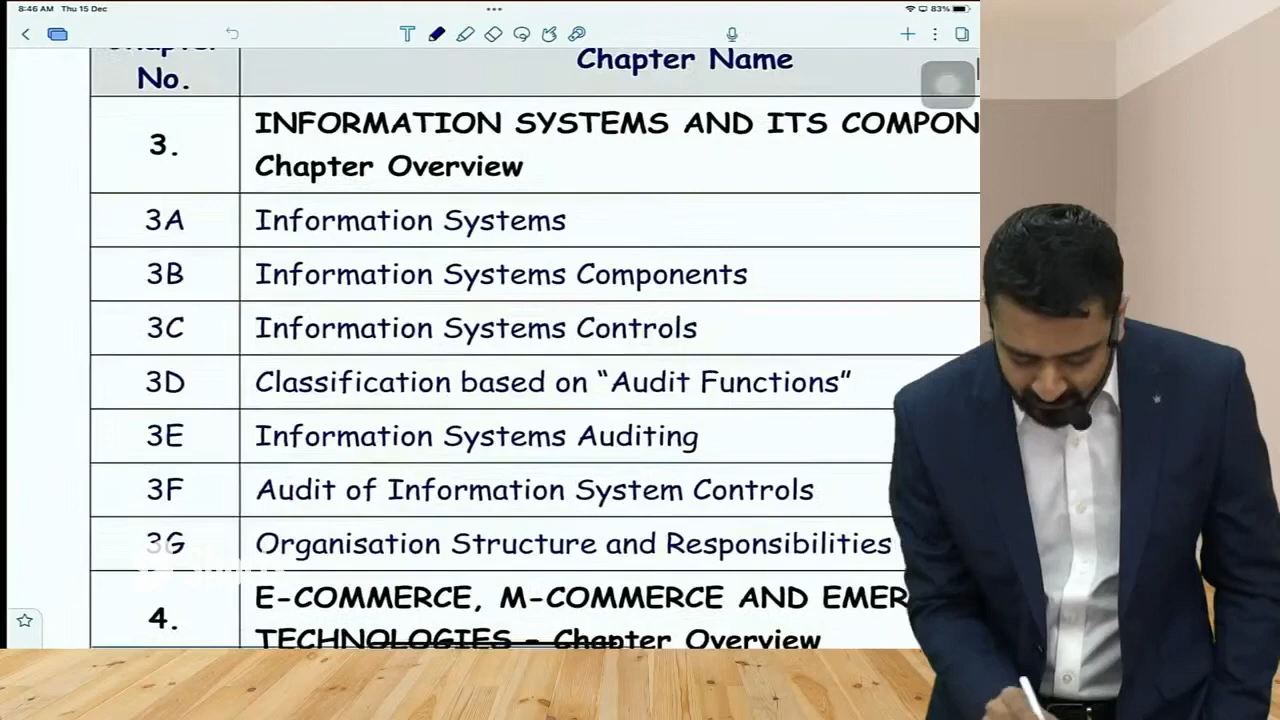 8:46 AM Thu 15 Dec
83%
Chapter
No.
Chapter Name
3.
INFORMATION SYSTEMS AND ITS COMPON
Chapter Overview
3A Information Systems
3B Information Systems Components
3C Information Systems Controls
3D Classification based on “Audit Functions”
3E Information Systems Auditing
3F Audit of Information System Controls
3G Organisation Structure and Responsibilities
4.
E-COMMERCE, M-COMMERCE AND EMER
TECHNOLOGIES – Chapter Overview